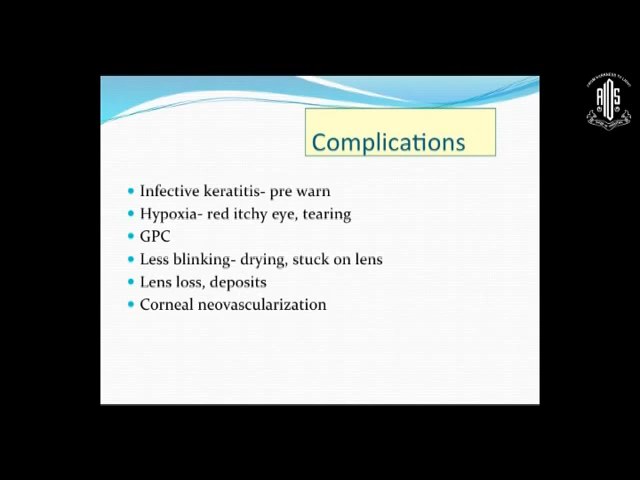 Complications
Infective keratitis- pre warn
Hypoxia- red itchy eye, tearing
GPC
Less blinking- drying, stuck on lens
Lens loss, deposits
Corneal neovascularization